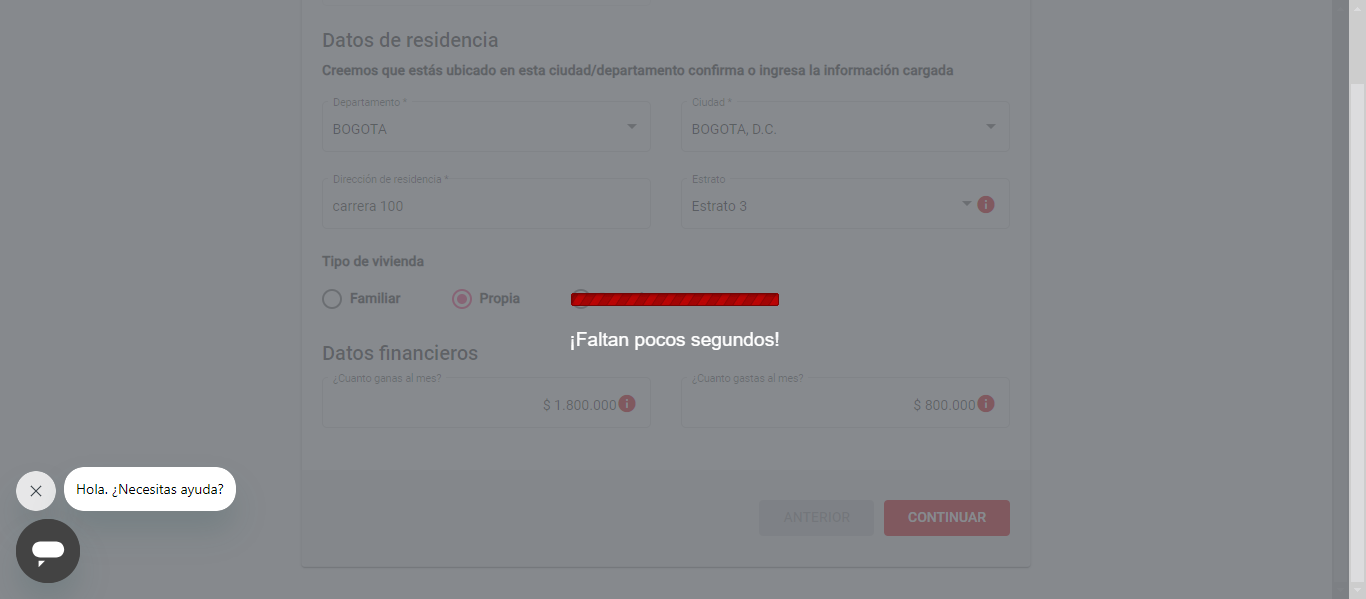 Datos de residencia
Creemos que estás ubicado en esta ciudad/departamento confirma o ingresa la información cargada
Departamento *
Ciudad *
BOGOTA
BOGOTA, D.C.
Dirección de residencia *
Estrato
carrera 100
Estrato 3
Tipo de vivienda
Familiar
Propia
¡Faltan pocos segundos!
Datos financieros
¿Cuanto ganas al mes?
¿Cuanto gastas al mes?
$ 1.800.000
$ 800.000
Hola. ¿Necesitas ayuda?
ANTERIOR
CONTINUAR